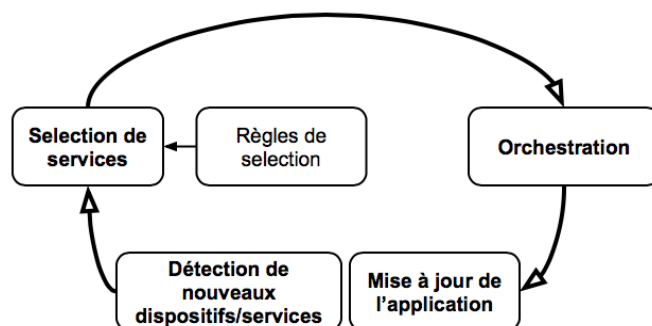 Selection de
services
Règles de
selection
Orchestration
Détection de
nouveaux
dispositifs/services
Mise à jour de
l'application